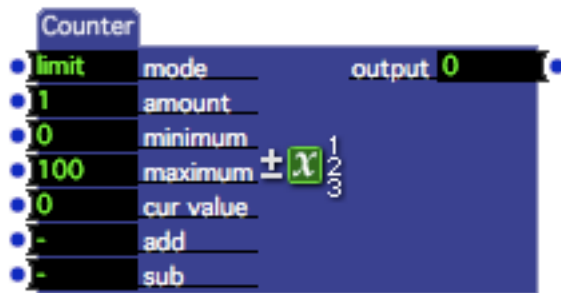 Counter
limit mode output 0
1 amount
0 minimum
100 maximum ± x 1 2 3
0 cur value
- add
- sub